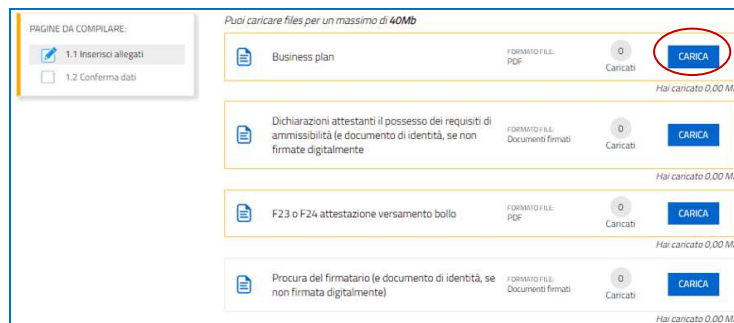 PAGINE DA COMPILARE:
1.1 Inserisci allegati
1.2 Conferma dati
Puoi caricare files per un massimo di 40Mb
Business plan
FORMATO FILE:
PDF
0
Caricati
CARICA
Hai caricato 0,00 M
Dichiarazioni attestanti il possesso dei requisiti di
ammissibilità (e documento di identità, se non
firmate digitalmente
FORMATO FILE:
Documenti firmati
0
Caricati
CARICA
Hai caricato 0,00 M
F23 o F24 attestazione versamento bollo
FORMATO FILE:
PDF
0
Caricati
CARICA
Hai caricato 0,00 M
Procura del firmatario (e documento di identità, se
non firmata digitalmente)
FORMATO FILE:
Documenti firmati
0
Caricati
CARICA
Hai caricato 0,00 M